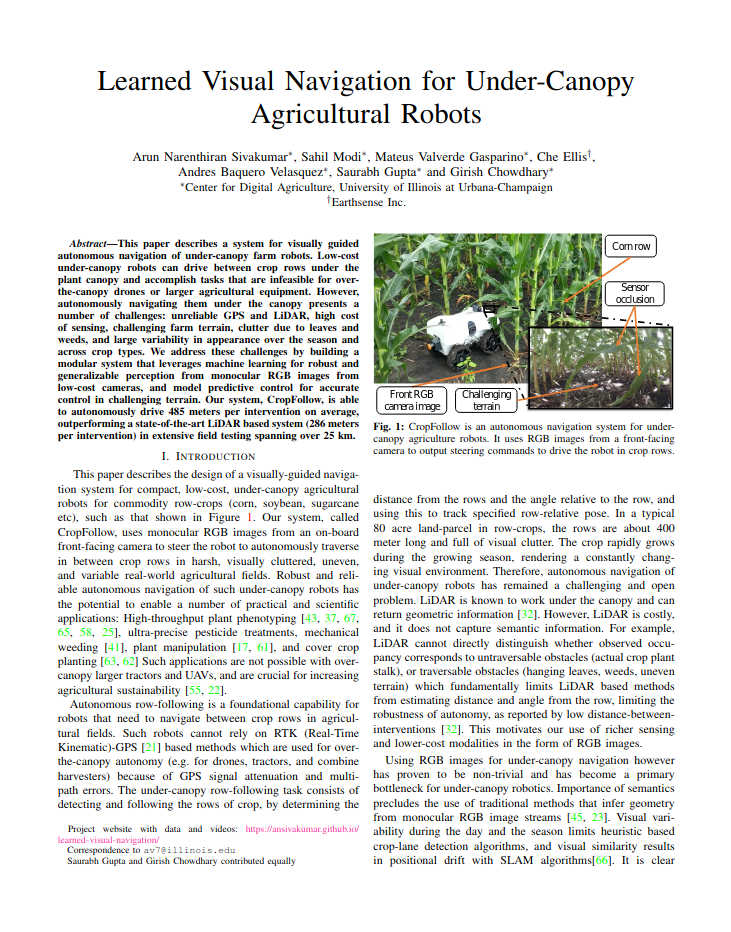 Learned Visual Navigation for Under-Canopy
Agricultural Robots
Arun Narenthiran Sivakumar*, Sahil Modi*, Mateus Valverde Gasparino*, Che Ellis†,
Andres Baquero Velasquez*, Saurabh Gupta* and Girish Chowdhary*
*Center for Digital Agriculture, University of Illinois at Urbana-Champaign
†Earthsense Inc.
Abstract—This paper describes a system for visually guided
autonomous navigation of under-canopy farm robots. Low-cost
under-canopy robots can drive between crop rows under the
plant canopy and accomplish tasks that are infeasible for over-
the-canopy drones or larger agricultural equipment. However,
autonomously navigating them under the canopy presents a
number of challenges: unreliable GPS and LiDAR, high cost
of sensing, challenging farm terrain, clutter due to leaves and
weeds, and large variability in appearance over the season and
across crop types. We address these challenges by building a
modular system that leverages machine learning for robust and
generalizable perception from monocular RGB images from
low-cost cameras, and model predictive control for accurate
control in challenging terrain. Our system, CropFollow, is able
to autonomously drive 485 meters per intervention on average,
outperforming a state-of-the-art LiDAR based system (286 meters
per intervention) in extensive field testing spanning over 25 km.
I. INTRODUCTION
This paper describes the design of a visually-guided naviga-
tion system for compact, low-cost, under-canopy agricultural
robots for commodity row-crops (corn, soybean, sugarcane
etc), such as that shown in Figure 1. Our system, called
CropFollow, uses monocular RGB images from an on-board
front-facing camera to steer the robot to autonomously traverse
in between crop rows in harsh, visually cluttered, uneven,
and variable real-world agricultural fields. Robust and reli-
able autonomous navigation of such under-canopy robots has
the potential to enable a number of practical and scientific
applications: High-throughput plant phenotyping [43, 37, 67,
65, 58, 25], ultra-precise pesticide treatments, mechanical
weeding [41], plant manipulation [17, 61], and cover crop
planting [63, 62] Such applications are not possible with over-
canopy larger tractors and UAVs, and are crucial for increasing
agricultural sustainability [55, 22].
Autonomous row-following is a foundational capability for
robots that need to navigate between crop rows in agricul-
tural fields. Such robots cannot rely on RTK (Real-Time
Kinematic)-GPS [21] based methods which are used for over-
the-canopy autonomy (e.g. for drones, tractors, and combine
harvesters) because of GPS signal attenuation and multi-
path errors. The under-canopy row-following task consists of
detecting and following the rows of crop, by determining the
Project website with data and videos: https://ansivakumar.github.io/
learned-visual-navigation/
Correspondence to av7@illinois.edu
Saurabh Gupta and Girish Chowdhary contributed equally
Corn row
Sensor
occlusion
Front RGB
camera image
Challenging
terrain
Fig. 1: CropFollow is an autonomous navigation system for under-
canopy agriculture robots. It uses RGB images from a front-facing
camera to output steering commands to drive the robot in crop rows.
distance from the rows and the angle relative to the row, and
using this to track specified row-relative pose. In a typical
80 acre land-parcel in row-crops, the rows are about 400
meter long and full of visual clutter. The crop rapidly grows
during the growing season, rendering a constantly chang-
ing visual environment. Therefore, autonomous navigation of
under-canopy robots has remained a challenging and open
problem. LiDAR is known to work under the canopy and can
return geometric information [32]. However, LiDAR is costly,
and it does not capture semantic information. For example,
LiDAR cannot directly distinguish whether observed occu-
pancy corresponds to untraversable obstacles (actual crop plant
stalk), or traversable obstacles (hanging leaves, weeds, uneven
terrain) which fundamentally limits LiDAR based methods
from estimating distance and angle from the row, limiting the
robustness of autonomy, as reported by low distance-between-
interventions [32]. This motivates our use of richer sensing
and lower-cost modalities in the form of RGB images.
Using RGB images for under-canopy navigation however
has proven to be non-trivial and has become a primary
bottleneck for under-canopy robotics. Importance of semantics
precludes the use of traditional methods that infer geometry
from monocular RGB image streams [45, 23]. Visual vari-
ability during the day and the season limits heuristic based
crop-lane detection algorithms, and visual similarity results
in positional drift with SLAM algorithms[66]. It is clear